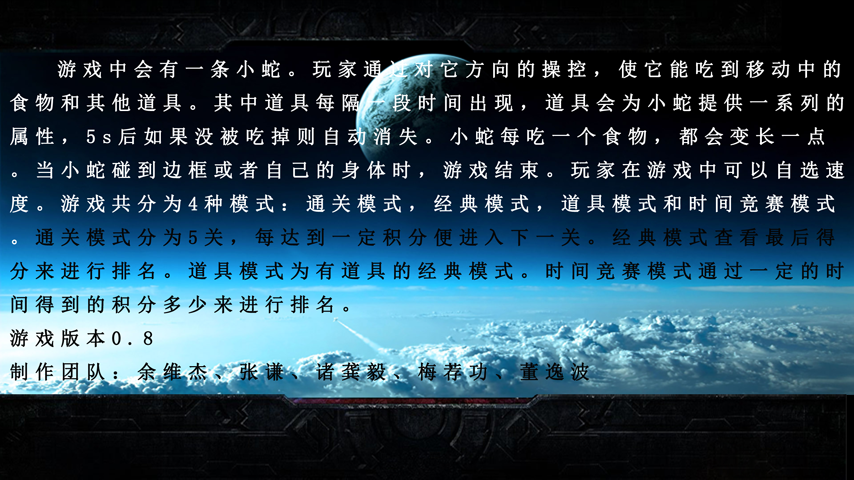 游戏中会有一条小蛇。玩家通过对它方向的操控，使它能吃到移动中的
食物和其他道具。其中道具每隔一段时间出现，道具会为小蛇提供一系列的
属性，5s后如果没被吃掉则自动消失。小蛇每吃一个食物，都会变长一点
。当小蛇碰到边框或者自己的身体时，游戏结束。玩家在游戏中可以自选速
度。游戏共分为4种模式：通关模式，经典模式，道具模式和时间竞赛模式
。通关模式分为5关，每达到一定积分便进入下一关。经典模式查看最后得
分来进行排名。道具模式为有道具的经典模式。时间竞赛模式通过一定的时
间得到的积分多少来进行排名。
游戏版本0.8
制作团队：余维杰、张谦、诸龚毅、梅荐功、董逸波